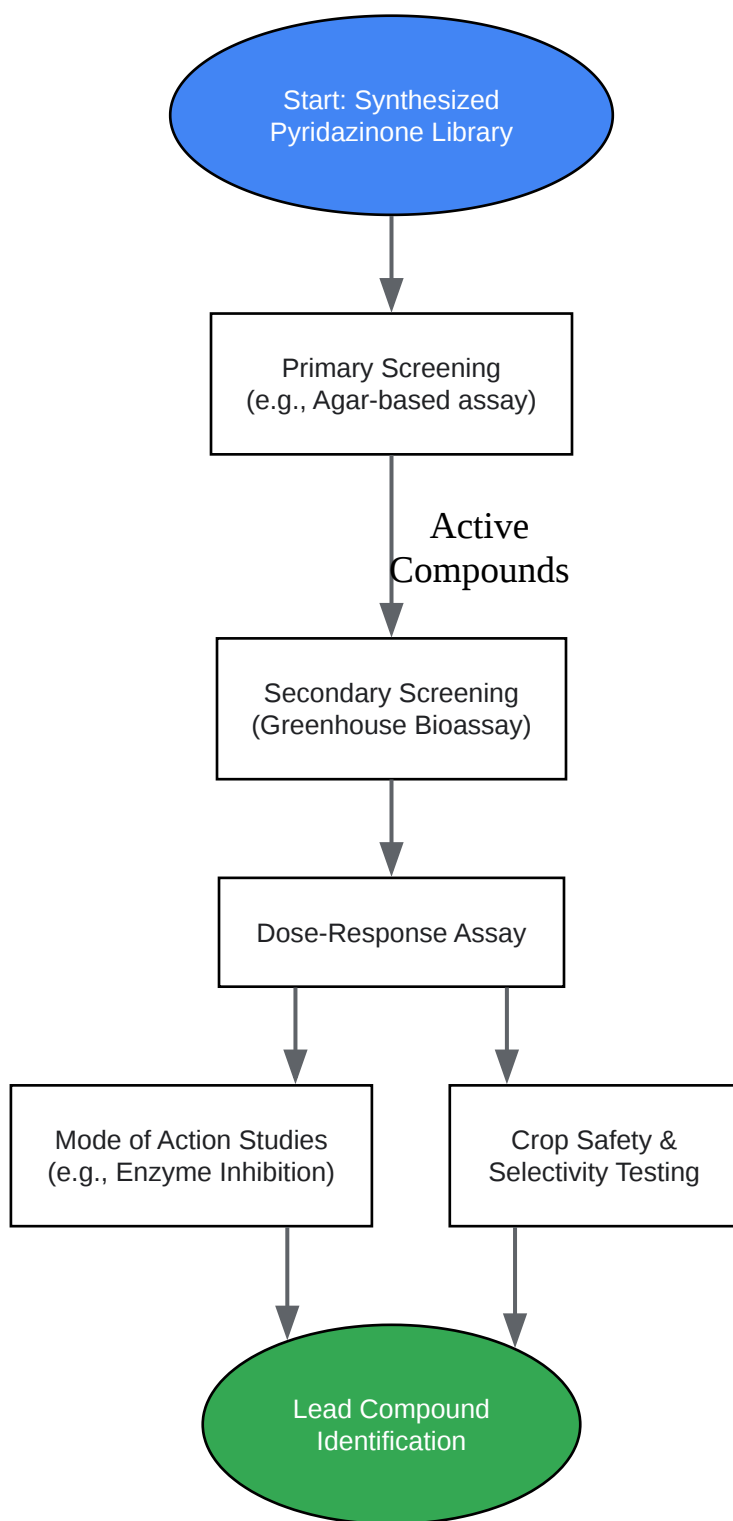 Start: Synthesized
Pyridazinone Library
Primary Screening
(e.g., Agar-based assay)
Active
Compounds
Secondary Screening
(Greenhouse Bioassay)
Dose-Response Assay
Mode of Action Studies
(e.g., Enzyme Inhibition)
Crop Safety &
Selectivity Testing
Lead Compound
Identification